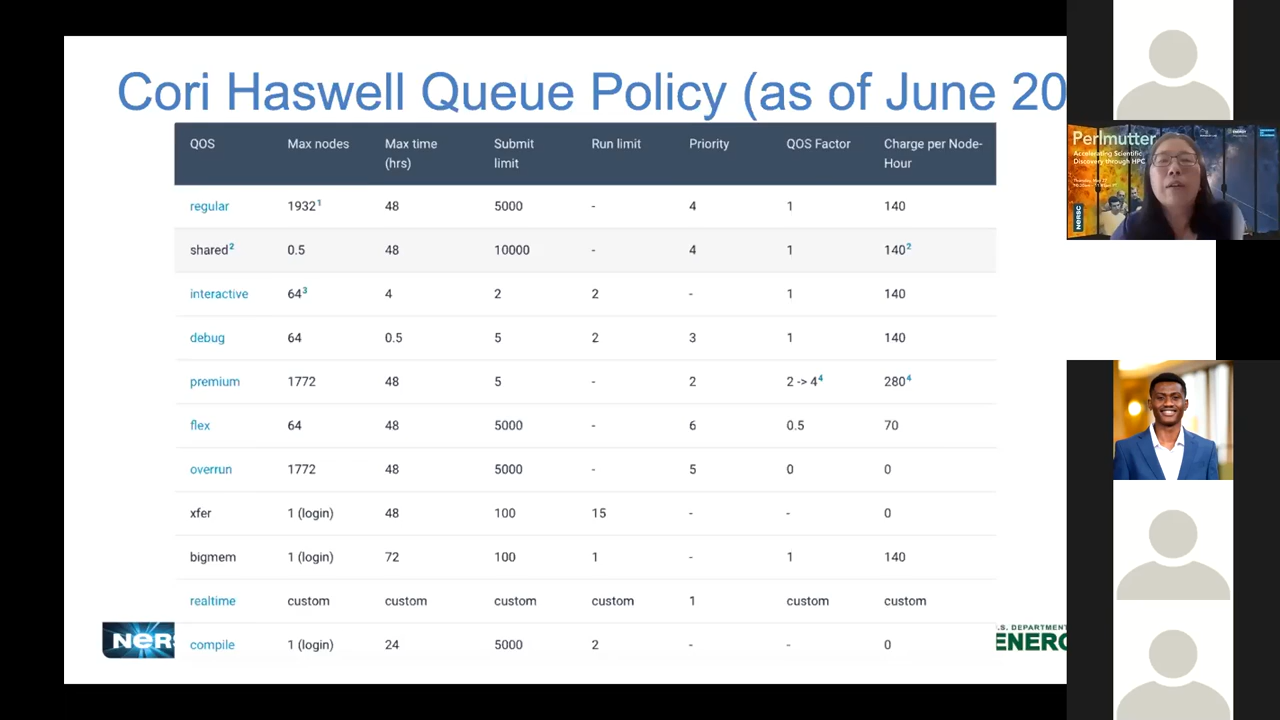 Cori Haswell Queue Policy (as of June 20
QOS Max nodes Max time (hrs) Submit limit Run limit Priority QOS Factor Charge per Node-Hour
regular 1932¹ 48 5000 - 4 1 140
shared² 0.5 48 10000 - 4 1 140²
interactive 64³ 4 2 2 - 1 140
debug 64 0.5 5 2 3 1 140
premium 1772 48 5 - 2 2 -> 4⁴ 280⁴
flex 64 48 5000 - 6 0.5 70
overrun 1772 48 5000 - 5 0 0
xfer 1 (login) 48 100 15 - - 0
bigmem 1 (login) 72 100 1 - 1 140
realtime custom custom custom custom 1 custom custom
compile 1 (login) 24 5000 2 - - 0
NERS
U.S. DEPARTMENT
ENERG
Perlmutter
Accelerating Scientific
Discovery through HPC
NERSC